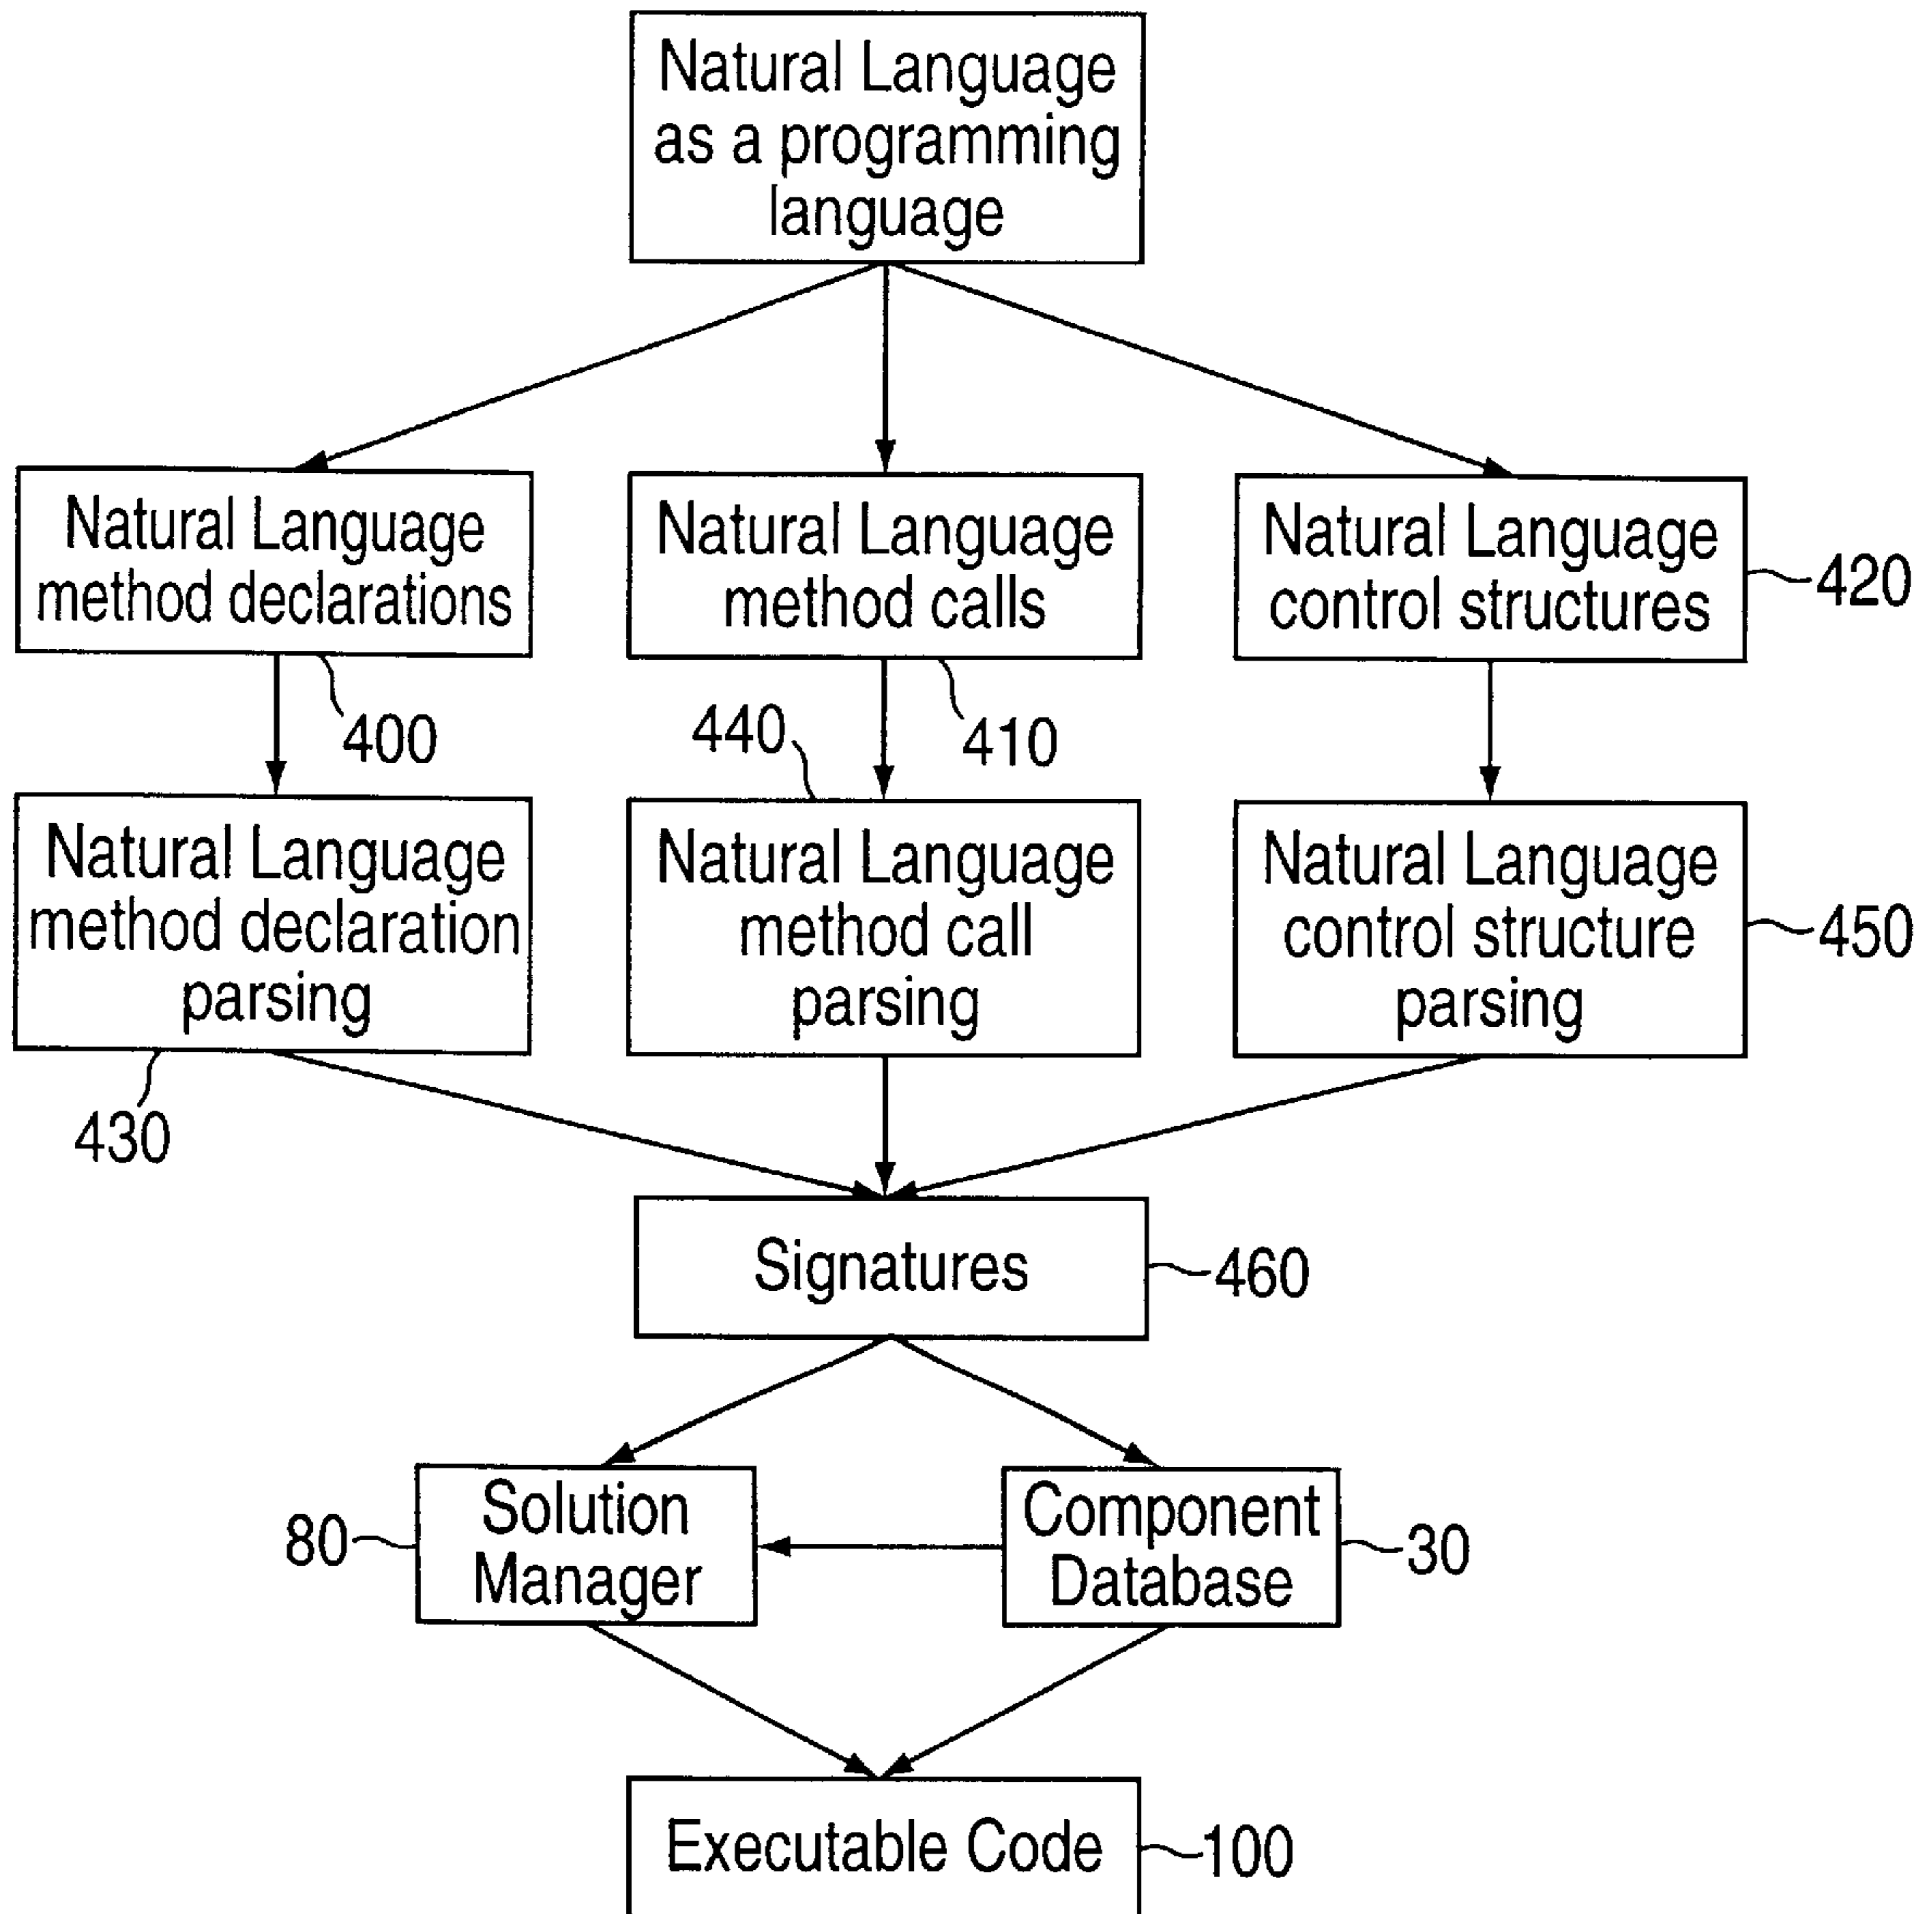 Natural Language
as a programming
language
Natural Language
method declarations
Natural Language
method calls
Natural Language
control structures
420
400
440
410
Natural Language
method declaration
parsing
Natural Language
method call
parsing
Natural Language
control structure
parsing
450
430
Signatures
460
80
Solution
Manager
Component
Database
30
Executable Code
100